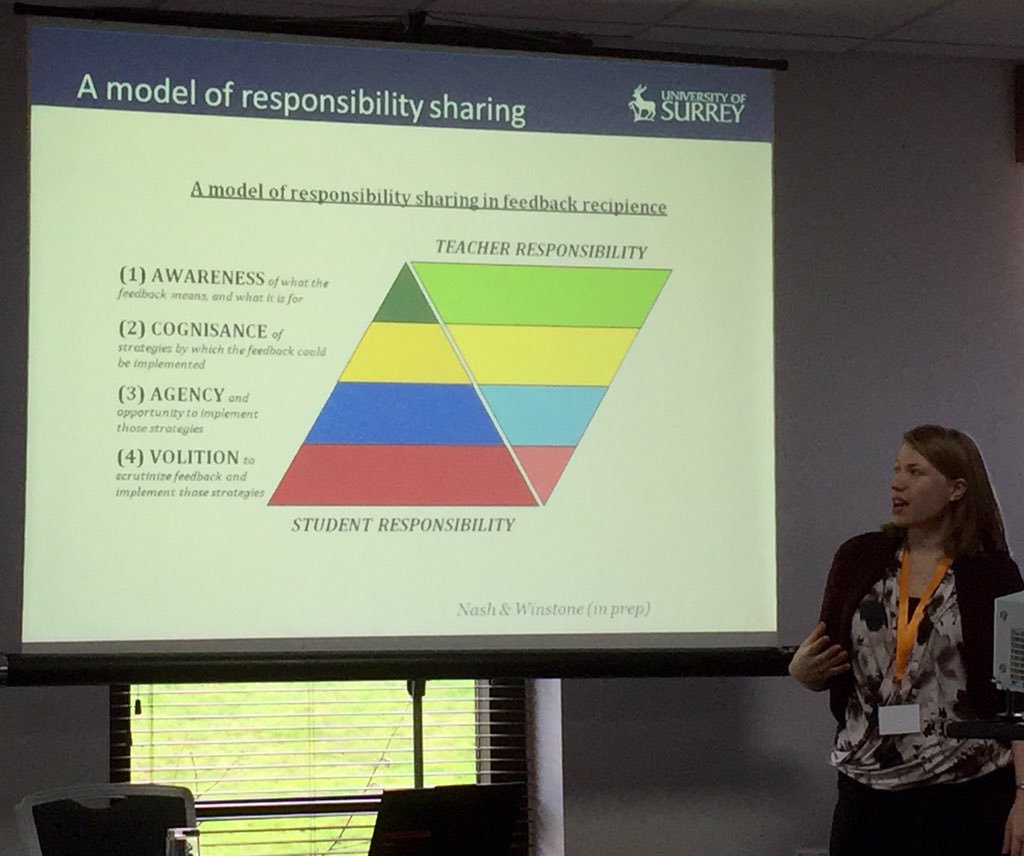 A model of responsibility sharing
UNIVERSITY OF
SURREY
A model of responsibility sharing in feedback recipience
TEACHER RESPONSIBILITY
(1) AWARENESS of what the
feedback means, and what it is for
(2) COGNISANCE of
strategies by which the feedback could
be implemented
(3) AGENCY and
opportunity to implement
those strategies
(4) VOLITION to
scrutinize feedback and
implement those strategies
STUDENT RESPONSIBILITY
Nash & Winstone (in prep)